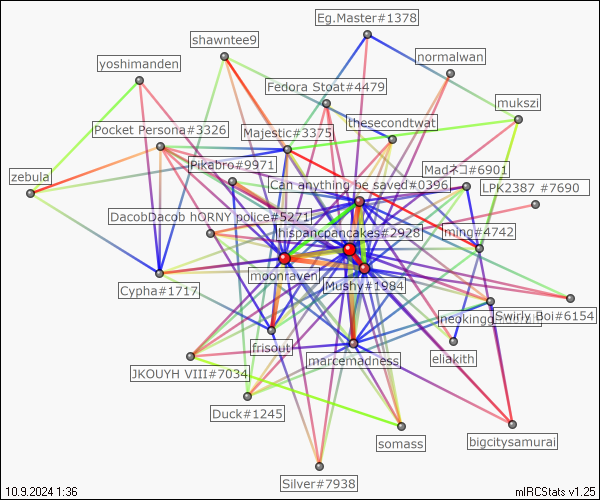 Eg.Master#1378
shawntee9
normalwan
yoshimanden
Fedora Stoat#4479
mukszi
thesecondtwat
Pocket Persona#3326
Majestic#3375
Pikabro#9971
Madネコ#6901
zebula
Can anything be saved#0396
LPK2387 #7690
DacobDacob hORNY police#5271
hispanicpancakes#2928
ming#4742
moonraven
Mushy#1984
Cypha#1717
Swirly Boi#6154
frisout
marcemadness
eliakith
JKOUYH VIII#7034
Duck#1245
somass
bigcitysamurai
Silver#7938
10.9.2024 1:36
mIRCStats v1.25